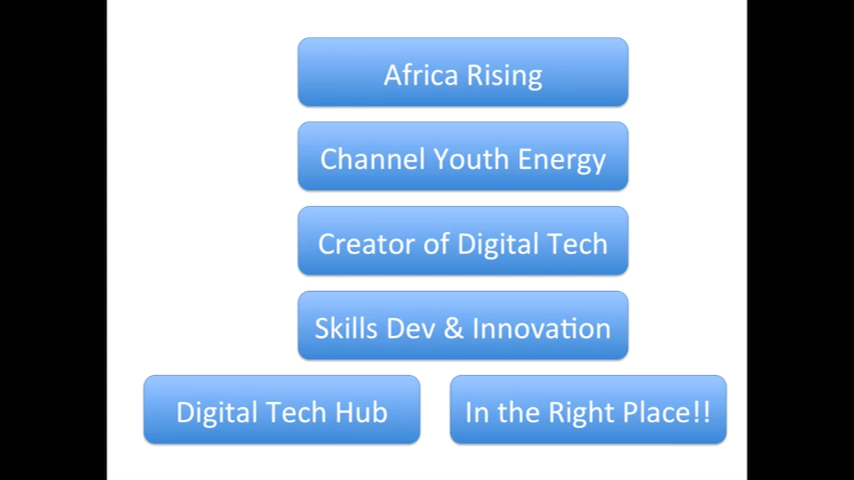 Africa Rising
Channel Youth Energy
Creator of Digital Tech
Skills Dev & Innovation
Digital Tech Hub
In the Right Place!!